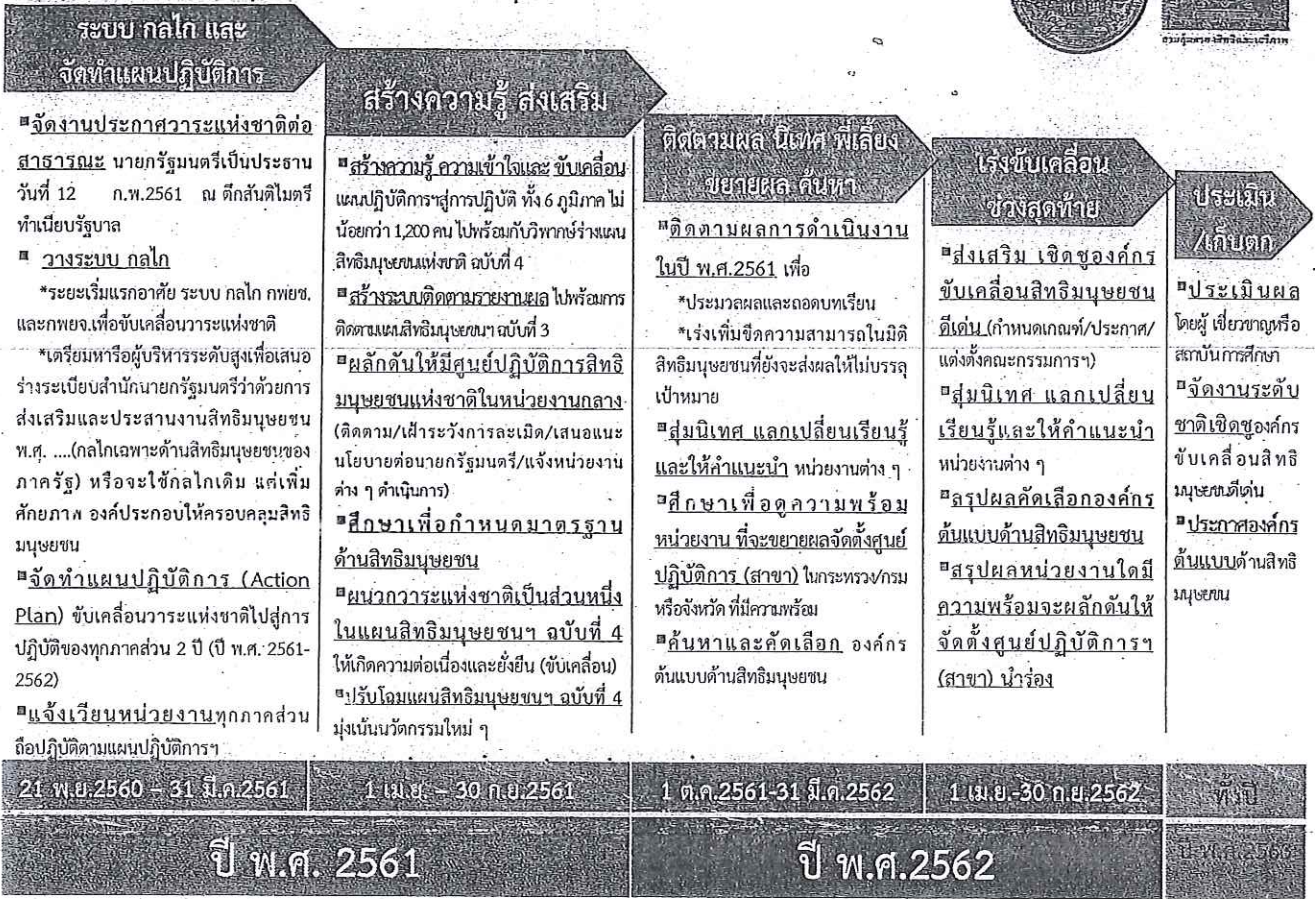 ระบบ กลไก และ
จัดทำแผนปฏิบัติการ
▪จัดงานประกาศวาระแห่งชาติต่อ
สาธารณะ นายกรัฐมนตรีเป็นประธาน
วันที่ 12 ก.พ.2561 ณ ตึกสันติไมตรี
ทำเนียบรัฐบาล
▪ วางระบบ กลไก
*ระยะเริ่มแรกอาศัย ระบบ กลไก กพยช.
และกพยจ.เพื่อขับเคลื่อนวาระแห่งชาติ
*เตรียมหารือผู้บริหารระดับสูงเพื่อเสนอ
ร่างระเบียบสำนักนายกรัฐมนตรีว่าด้วยการ
ส่งเสริมและประสานงานสิทธิมนุษยชน
พ.ศ. ....(กลไกเฉพาะด้านสิทธิมนุษยชนของ
ภาครัฐ) หรือจะใช้กลไกเดิม แต่เพิ่ม
ศักยภาพ องค์ประกอบให้ครอบคลุมสิทธิ
มนุษยชน
▪จัดทำแผนปฏิบัติการ (Action
Plan) ขับเคลื่อนวาระแห่งชาติไปสู่การ
ปฏิบัติของทุกภาคส่วน 2 ปี (ปี พ.ศ. 2561-
2562)
▪แจ้งเวียนหน่วยงานทุกภาคส่วน
ถือปฏิบัติตามแผนปฏิบัติการฯ
21 พ.ย.2560 – 31 มี.ค.2561
สร้างความรู้ ส่งเสริม
▪สร้างความรู้ ความเข้าใจและ ขับเคลื่อน
แผนปฏิบัติการฯสู่การปฏิบัติ ทั้ง 6 ภูมิภาค ไม่
น้อยกว่า 1,200 คน ไปพร้อมกับวิพากษ์ร่างแผน
สิทธิมนุษยชนแห่งชาติ ฉบับที่ 4
▪สร้างระบบติดตามรายงานผล ไปพร้อมการ
ติดตามแผนสิทธิมนุษยชนฯ ฉบับที่ 3
▪ผลักดันให้มีศูนย์ปฏิบัติการสิทธิ
มนุษยชนแห่งชาติในหน่วยงานกลาง
(ติดตาม/เฝ้าระวังการละเมิด/เสนอแนะ
นโยบายต่อนายกรัฐมนตรี/แจ้งหน่วยงาน
ต่าง ๆ ดำเนินการ)
▪ศึกษาเพื่อกำหนดมาตรฐาน
ด้านสิทธิมนุษยชน
▪ผนวกวาระแห่งชาติเป็นส่วนหนึ่ง
ในแผนสิทธิมนุษยชนฯ ฉบับที่ 4
ให้เกิดความต่อเนื่องและยั่งยืน (ขับเคลื่อน)
▪ปรับโฉมแผนสิทธิมนุษยชนฯ ฉบับที่ 4
มุ่งเน้นนวัตกรรมใหม่ ๆ
1 เม.ย. – 30 ก.ย.2561
ปี พ.ศ. 2561
ติดตามผล นิเทศ พี่เลี้ยง
ขยายผล ค้นหา
▪ติดตามผลการดำเนินงาน
ในปี พ.ศ.2561 เพื่อ
*ประมวลผลและถอดบทเรียน
*เร่งเพิ่มขีดความสามารถในมิติ
สิทธิมนุษยชนที่ยังจะส่งผลให้ไม่บรรลุ
เป้าหมาย
▪สุ่มนิเทศ แลกเปลี่ยนเรียนรู้
และให้คำแนะนำ หน่วยงานต่าง ๆ
▪ศึกษาเพื่อดูความพร้อม
หน่วยงาน ที่จะขยายผลจัดตั้งศูนย์
ปฏิบัติการ (สาขา) ในกระทรวง/กรม
หรือจังหวัด ที่มีความพร้อม
▪ค้นหาและคัดเลือก องค์กร
ต้นแบบด้านสิทธิมนุษยชน
1 ต.ค.2561-31 มี.ค.2562
เร่งขับเคลื่อน
ช่วงสุดท้าย
▪ส่งเสริม เชิดชูองค์กร
ขับเคลื่อนสิทธิมนุษยชน
ดีเด่น (กำหนดเกณฑ์/ประกาศ/
แต่งตั้งคณะกรรมการฯ)
▪สุ่มนิเทศ แลกเปลี่ยน
เรียนรู้และให้คำแนะนำ
หน่วยงานต่าง ๆ
▪สรุปผลคัดเลือกองค์กร
ต้นแบบด้านสิทธิมนุษยชน
▪สรุปผลหน่วยงานใดมี
ความพร้อมจะผลักดันให้
จัดตั้งศูนย์ปฏิบัติการฯ
(สาขา) นำร่อง
1 เม.ย.-30 ก.ย.2562
ปี พ.ศ.2562
ประเมิน
/เก็บตก
▪ประเมินผล
โดยผู้ เชี่ยวชาญหรือ
สถาบันการศึกษา
▪จัดงานระดับ
ชาติเชิดชูองค์กร
ขับเคลื่อนสิทธิ
มนุษยชนดีเด่น
▪ประกาศองค์กร
ต้นแบบด้านสิทธิ
มนุษยชน
ทั้งปี